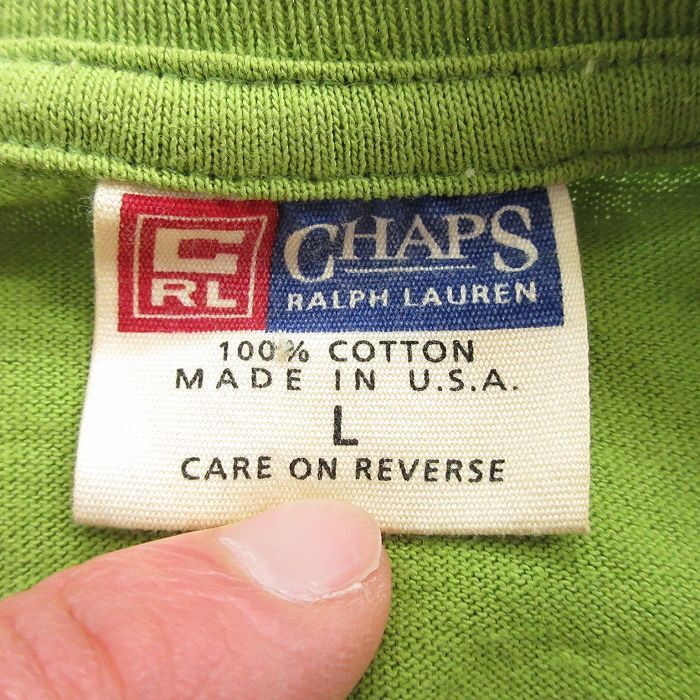 C
RL
CHAPS
RALPH LAUREN
100% COTTON
MADE IN U.S.A.
L
CARE ON REVERSE